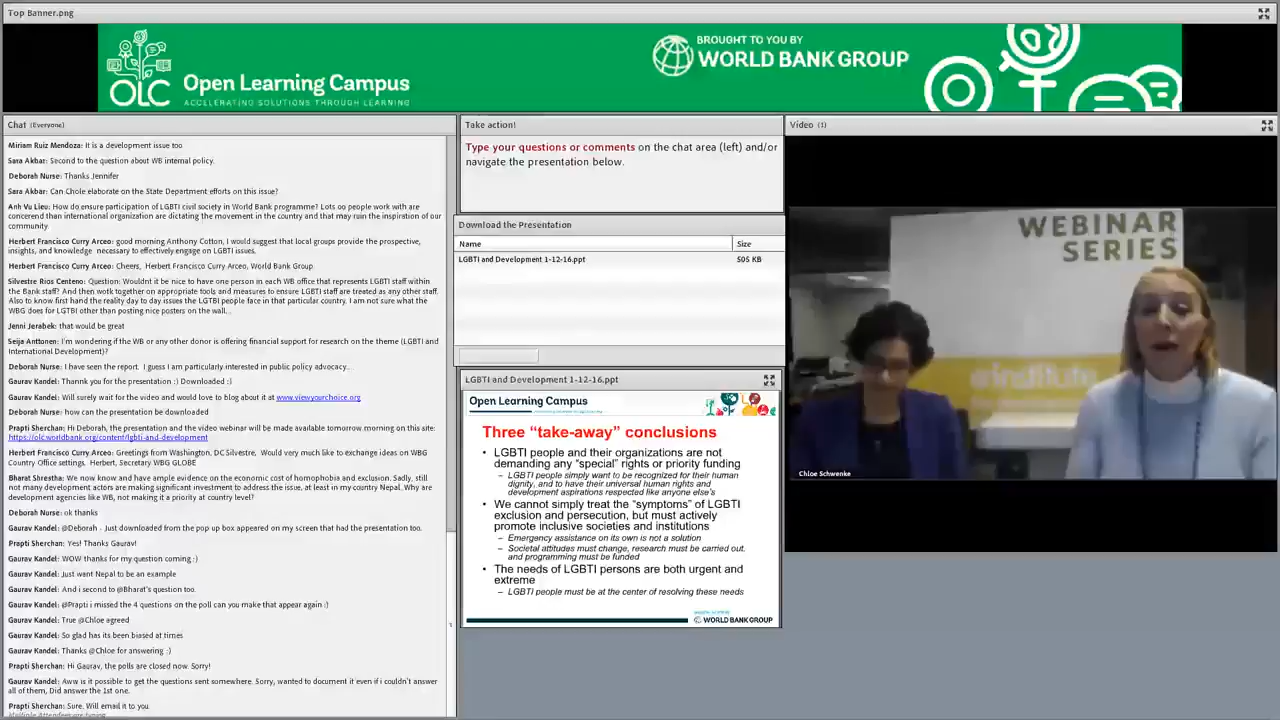 Top Banner.png
OLC
Open Learning Campus
ACCELERATING SOLUTIONS THROUGH LEARNING
BROUGHT TO YOU BY
WORLD BANK GROUP
Chat (Everyone)
Miriam Ruiz Mendoza: It is a development issue too
Sara Akbar: Second to the question about WB internal policy.
Deborah Nurse: Thanks Jennifer
Sara Akbar: Can Chole elaborate on the State Department efforts on this issue?
Anh Vu Lieu: How do ensure participation of LGBTI civil society in World Bank programme? Lots oo people work with are
concerend than international organization are dictating the movement in the country and that may ruin the inspiration of our
community.
Herbert Francisco Curry Arceo: good morning Anthony Cotton, I would suggest that local groups provide the prospective,
insights, and knowledge necessary to effectively engage on LGBTI issues.
Herbert Francisco Curry Arceo: Cheers, Herbert Francisco Curry Arceo, World Bank Group
Silvestre Rios Centeno: Question: Wouldnt it be nice to have one person in each WB office that represents LGBTI staff within
the Bank staff? And then work together on appropriate tools and measures to ensure LGBTI staff are treated as any other staff.
Also to know first hand the reality day to day issues the LGTBI people face in that particular country. I am not sure what the
WBG does for LGTBI other than posting nice posters on the wall...
Jenni Jerabek: that would be great
Seija Anttonen: I'm wondering if the WB or any other donor is offering financial support for research on the theme (LGBTI and
International Development)?
Deborah Nurse: I have seen the report. I guess I am particularly interested in public policy advocacy...
Gaurav Kandel: Thannk you for the presentation :) Downloaded :)
Gaurav Kandel: Will surely wait for the video and would love to blog about it at www.viewyourchoice.org
Deborah Nurse: how can the presentation be downloaded
Prapti Sherchan: Hi Deborah, the presentation and the video webinar will be made available tomorrow morning on this site:
https://olc.worldbank.org/content/lgbti-and-development
Herbert Francisco Curry Arceo: Greetings from Washington, DC Silvestre, Would very much like to exchange ideas on WBG
Country Office settings, Herbert, Secretary WBG GLOBE
Bharat Shrestha: We now know and have ample evidence on the economic cost of homophobia and exclusion. Sadly, still
not many development actors are making significant investment to address the issue, at least in my country Nepal. Why are
development agencies like WB, not making it a priority at country level?
Deborah Nurse: ok thanks
Gaurav Kandel: @Deborah - Just downloaded from the pop up box appeared on my screen that had the presentation too.
Prapti Sherchan: Yes! Thanks Gaurav!
Gaurav Kandel: WOW thanks for my question coming :)
Gaurav Kandel: Just want Nepal to be an example
Gaurav Kandel: And i second to @Bharat's question too.
Gaurav Kandel: @Prapti i missed the 4 questions on the poll can you make that appear again :)
Gaurav Kandel: True @Chloe agreed
Gaurav Kandel: So glad has its been biased at times
Gaurav Kandel: Thanks @Chloe for answering :)
Prapti Sherchan: Hi Gaurav, the polls are closed now. Sorry!
Gaurav Kandel: Aww is it possible to get the questions sent somewhere. Sorry, wanted to document it even if i couldn't answer
all of them, Did answer the 1st one.
Prapti Sherchan: Sure. Will email it to you
Multiple Attendees are typing
Take action!
Type your questions or comments on the chat area (left) and/or
navigate the presentation below.
Download the Presentation
Name Size
LGBTI and Development 1-12-16.ppt 505 KB
LGBTI and Development 1-12-16.ppt
Open Learning Campus
Three “take-away” conclusions
• LGBTI people and their organizations are not
demanding any “special” rights or priority funding
– LGBTI people simply want to be recognized for their human
dignity, and to have their universal human rights and
development aspirations respected like anyone else's
• We cannot simply treat the “symptoms” of LGBTI
exclusion and persecution, but must actively
promote inclusive societies and institutions
– Emergency assistance on its own is not a solution
– Societal attitudes must change, research must be carried out,
and programming must be funded
• The needs of LGBTI persons are both urgent and
extreme
– LGBTI people must be at the center of resolving these needs
WORLD BANK GROUP
Video (1)
WEBINAR
SERIES
einstitute
Chloe Schwenke